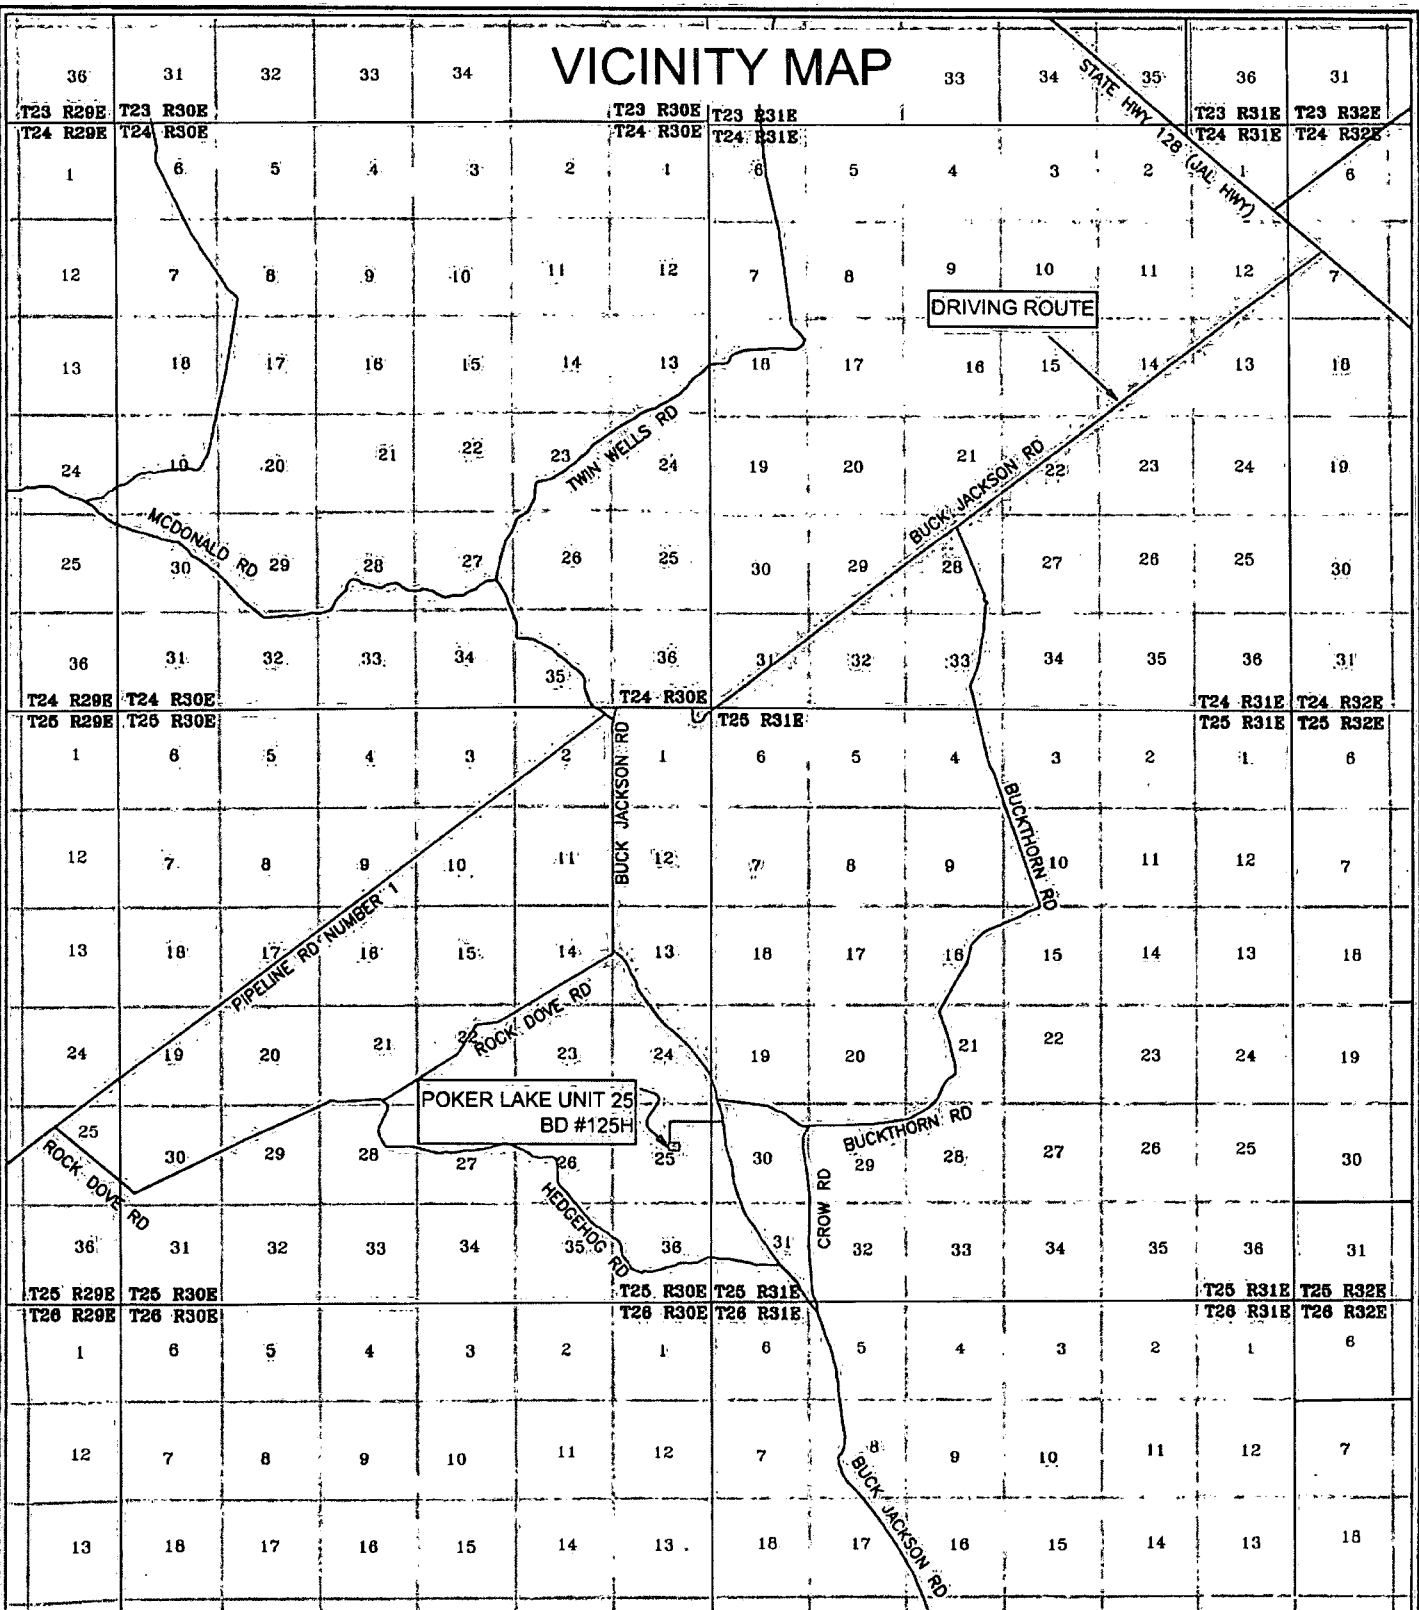 VICINITY MAP
36 31 32 33 34 33 34 35 36 31
STATE HWY 128 (JAL HWY)
T23 R29E T23 R30E T23 R30E T23 R31E T23 R31E T23 R32E
T24 R29E T24 R30E T24 R30E T24 R31E T24 R31E T24 R32E
1 6 5 4 3 2 1 6 5 4 3 2 1 6
12 7 8 9 10 11 12 7 8 9 10 11 12 7
DRIVING ROUTE
13 18 17 16 15 14 13 18 17 16 15 14 13 18
TWIN WELLS RD
BUCK JACKSON RD
24 19 20 21 22 23 24 19 20 21 22 23 24 19
MCDONALD RD
25 30 29 28 27 26 25 30 29 28 27 26 25 30
36 31 32 33 34 35 36 31 32 33 34 35 36 31
T24 R29E T24 R30E T24 R30E T24 R31E T24 R32E
T25 R29E T25 R30E T25 R31E T25 R31E T25 R32E
1 6 5 4 3 2 1 6 5 4 3 2 1 6
BUCK JACKSON RD
BUCKTHORN RD
12 7 8 9 10 11 12 7 8 9 10 11 12 7
PIPELINE RD NUMBER 1
13 18 17 16 15 14 13 18 17 16 15 14 13 18
ROCK DOVE RD
24 19 20 21 22 23 24 19 20 21 22 23 24 19
POKER LAKE UNIT 25
BD #125H
BUCKTHORN RD
25 30 29 28 27 26 25 30 29 28 27 26 25 30
ROCK DOVE RD
HEDGEHOG RD
CROW RD
36 31 32 33 34 35 36 31 32 33 34 35 36 31
T25 R29E T25 R30E T25 R30E T25 R31E T25 R31E T25 R32E
T26 R29E T26 R30E T26 R30E T26 R31E T26 R31E T26 R32E
1 6 5 4 3 2 1 6 5 4 3 2 1 6
12 7 8 9 10 11 12 7 8 9 10 11 12 7
BUCK JACKSON RD
13 18 17 16 15 14 13 18 17 16 15 14 13 18